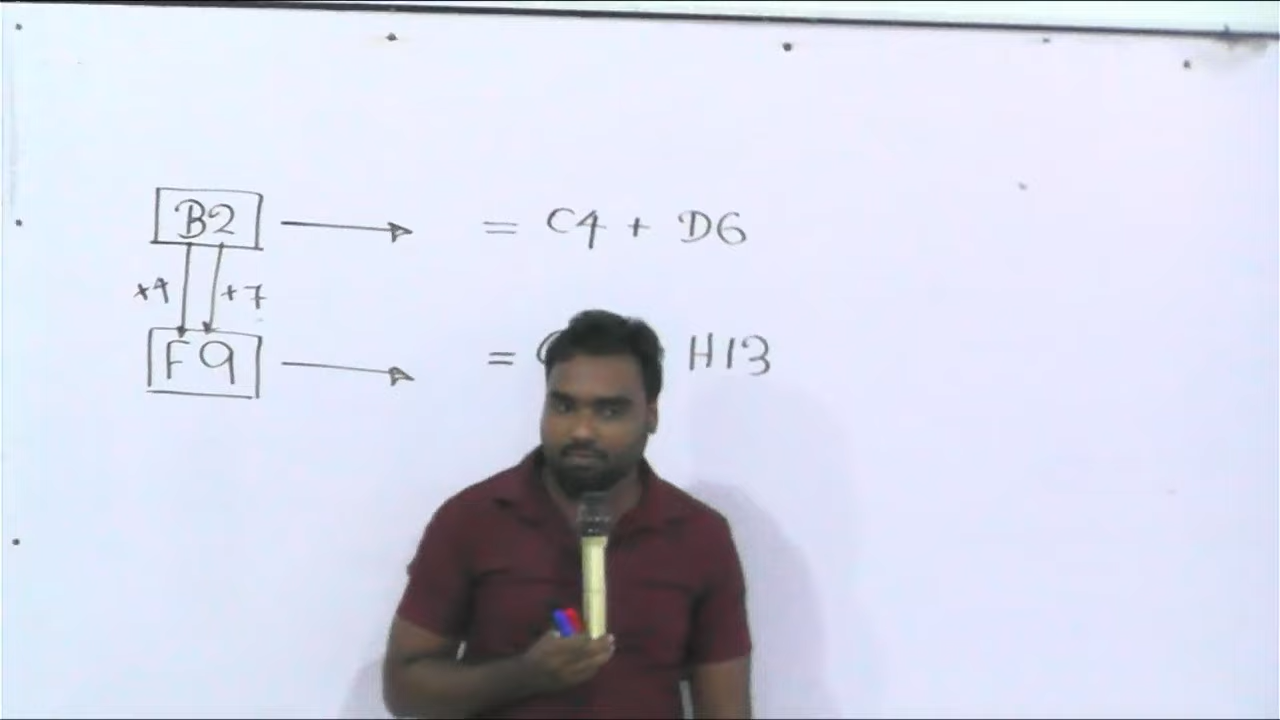 B2 = C4 + D6
+4 +7
F9 = H13